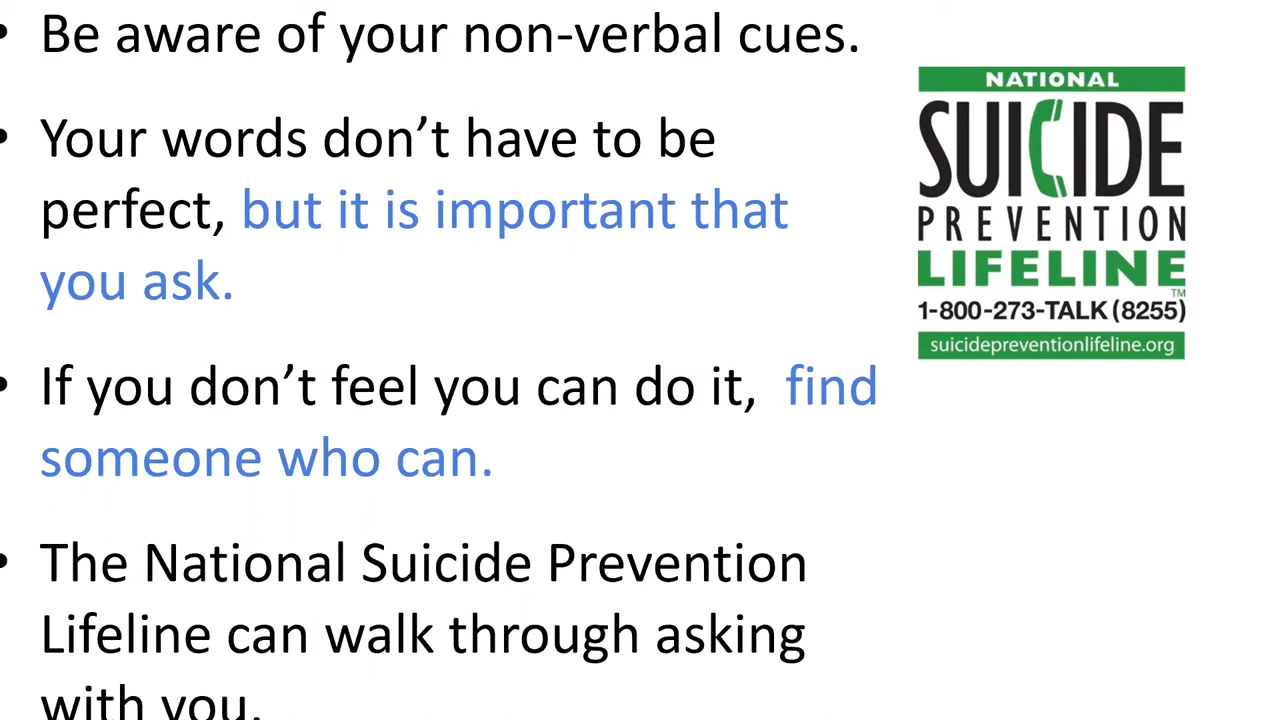 • Be aware of your non-verbal cues.
• Your words don’t have to be
perfect, but it is important that
you ask.
• If you don’t feel you can do it,  find
someone who can.
• The National Suicide Prevention
Lifeline can walk through asking
with you.
NATIONAL
SUICIDE
PREVENTION
LIFELINE
TM
1-800-273-TALK (8255)
suicidepreventionlifeline.org